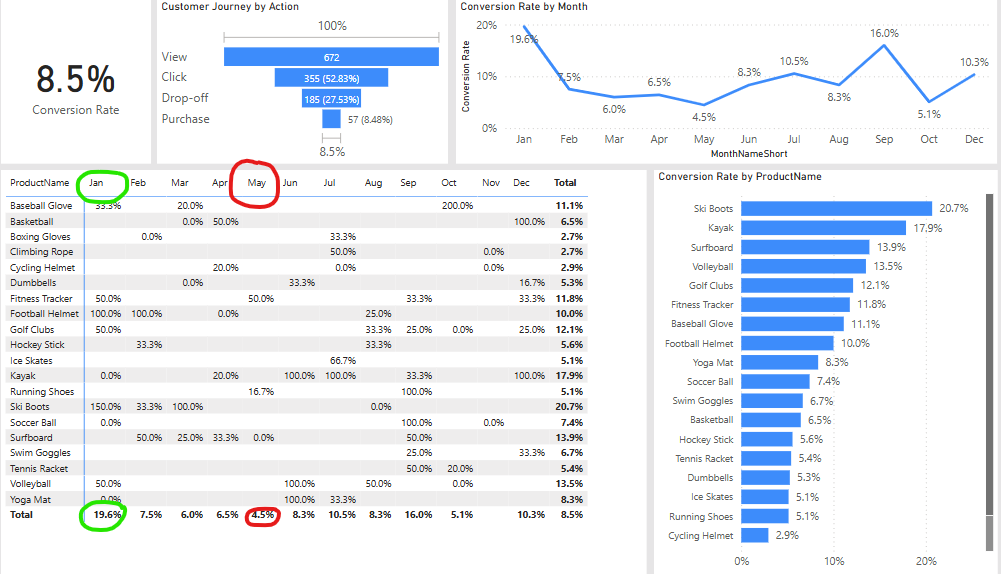 Customer Journey by Action
Conversion Rate by Month
8.5%
Conversion Rate
100%
View 672
Click 355 (52.83%)
Drop-off 185 (27.53%)
Purchase 57 (8.48%)
8.5%
Conversion Rate
20%
10%
0%
19.6% 7.5% 6.0% 6.5% 4.5% 8.3% 10.5% 8.3% 16.0% 5.1% 10.3%
Jan Feb Mar Apr May Jun Jul Aug Sep Oct Dec
MonthNameShort
ProductName Jan Feb Mar Apr May Jun Jul Aug Sep Oct Nov Dec Total
Baseball Glove 33.3% 20.0% 200.0% 11.1%
Basketball 0.0% 50.0% 100.0% 6.5%
Boxing Gloves 0.0% 33.3% 2.7%
Climbing Rope 50.0% 0.0% 2.7%
Cycling Helmet 20.0% 0.0% 0.0% 2.9%
Dumbbells 0.0% 33.3% 16.7% 5.3%
Fitness Tracker 50.0% 50.0% 33.3% 33.3% 11.8%
Football Helmet 100.0% 100.0% 0.0% 25.0% 10.0%
Golf Clubs 50.0% 33.3% 25.0% 0.0% 25.0% 12.1%
Hockey Stick 33.3% 33.3% 5.6%
Ice Skates 66.7% 5.1%
Kayak 0.0% 20.0% 100.0% 100.0% 33.3% 100.0% 17.9%
Running Shoes 16.7% 100.0% 5.1%
Ski Boots 150.0% 33.3% 100.0% 0.0% 20.7%
Soccer Ball 0.0% 100.0% 0.0% 7.4%
Surfboard 50.0% 25.0% 33.3% 0.0% 50.0% 13.9%
Swim Goggles 25.0% 33.3% 6.7%
Tennis Racket 50.0% 20.0% 5.4%
Volleyball 50.0% 100.0% 50.0% 0.0% 13.5%
Yoga Mat 0.0% 100.0% 33.3% 8.3%
Total 19.6% 7.5% 6.0% 6.5% 4.5% 8.3% 10.5% 8.3% 16.0% 5.1% 10.3% 8.5%
Conversion Rate by ProductName
Ski Boots 20.7%
Kayak 17.9%
Surfboard 13.9%
Volleyball 13.5%
Golf Clubs 12.1%
Fitness Tracker 11.8%
Baseball Glove 11.1%
Football Helmet 10.0%
Yoga Mat 8.3%
Soccer Ball 7.4%
Swim Goggles 6.7%
Basketball 6.5%
Hockey Stick 5.6%
Tennis Racket 5.4%
Dumbbells 5.3%
Ice Skates 5.1%
Running Shoes 5.1%
Cycling Helmet 2.9%
0% 10% 20%